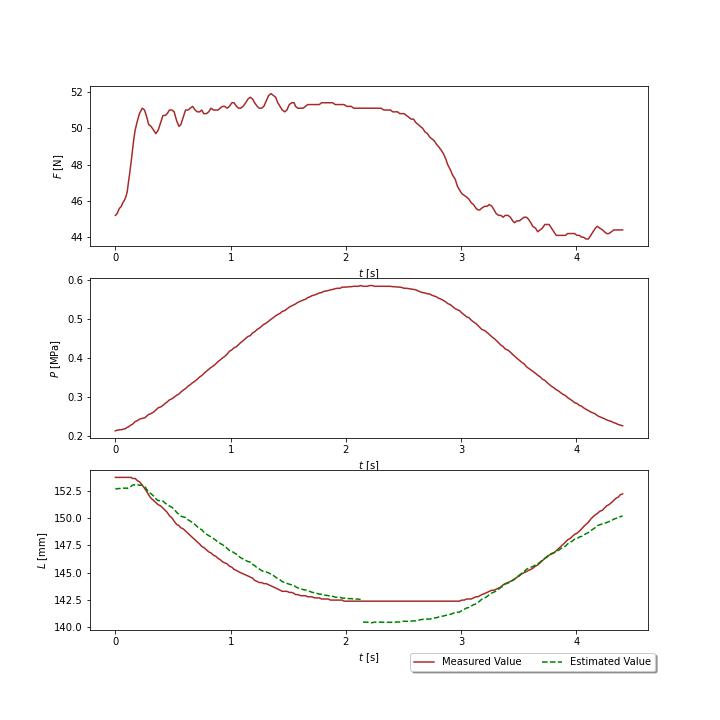 52
50
48
46
44
F [N]
0 1 2 3 4
t [s]
0.6
0.5
0.4
0.3
0.2
P [MPa]
0 1 2 3 4
t [s]
152.5
150.0
147.5
145.0
142.5
140.0
L [mm]
0 1 2 3 4
t [s]
Measured Value Estimated Value